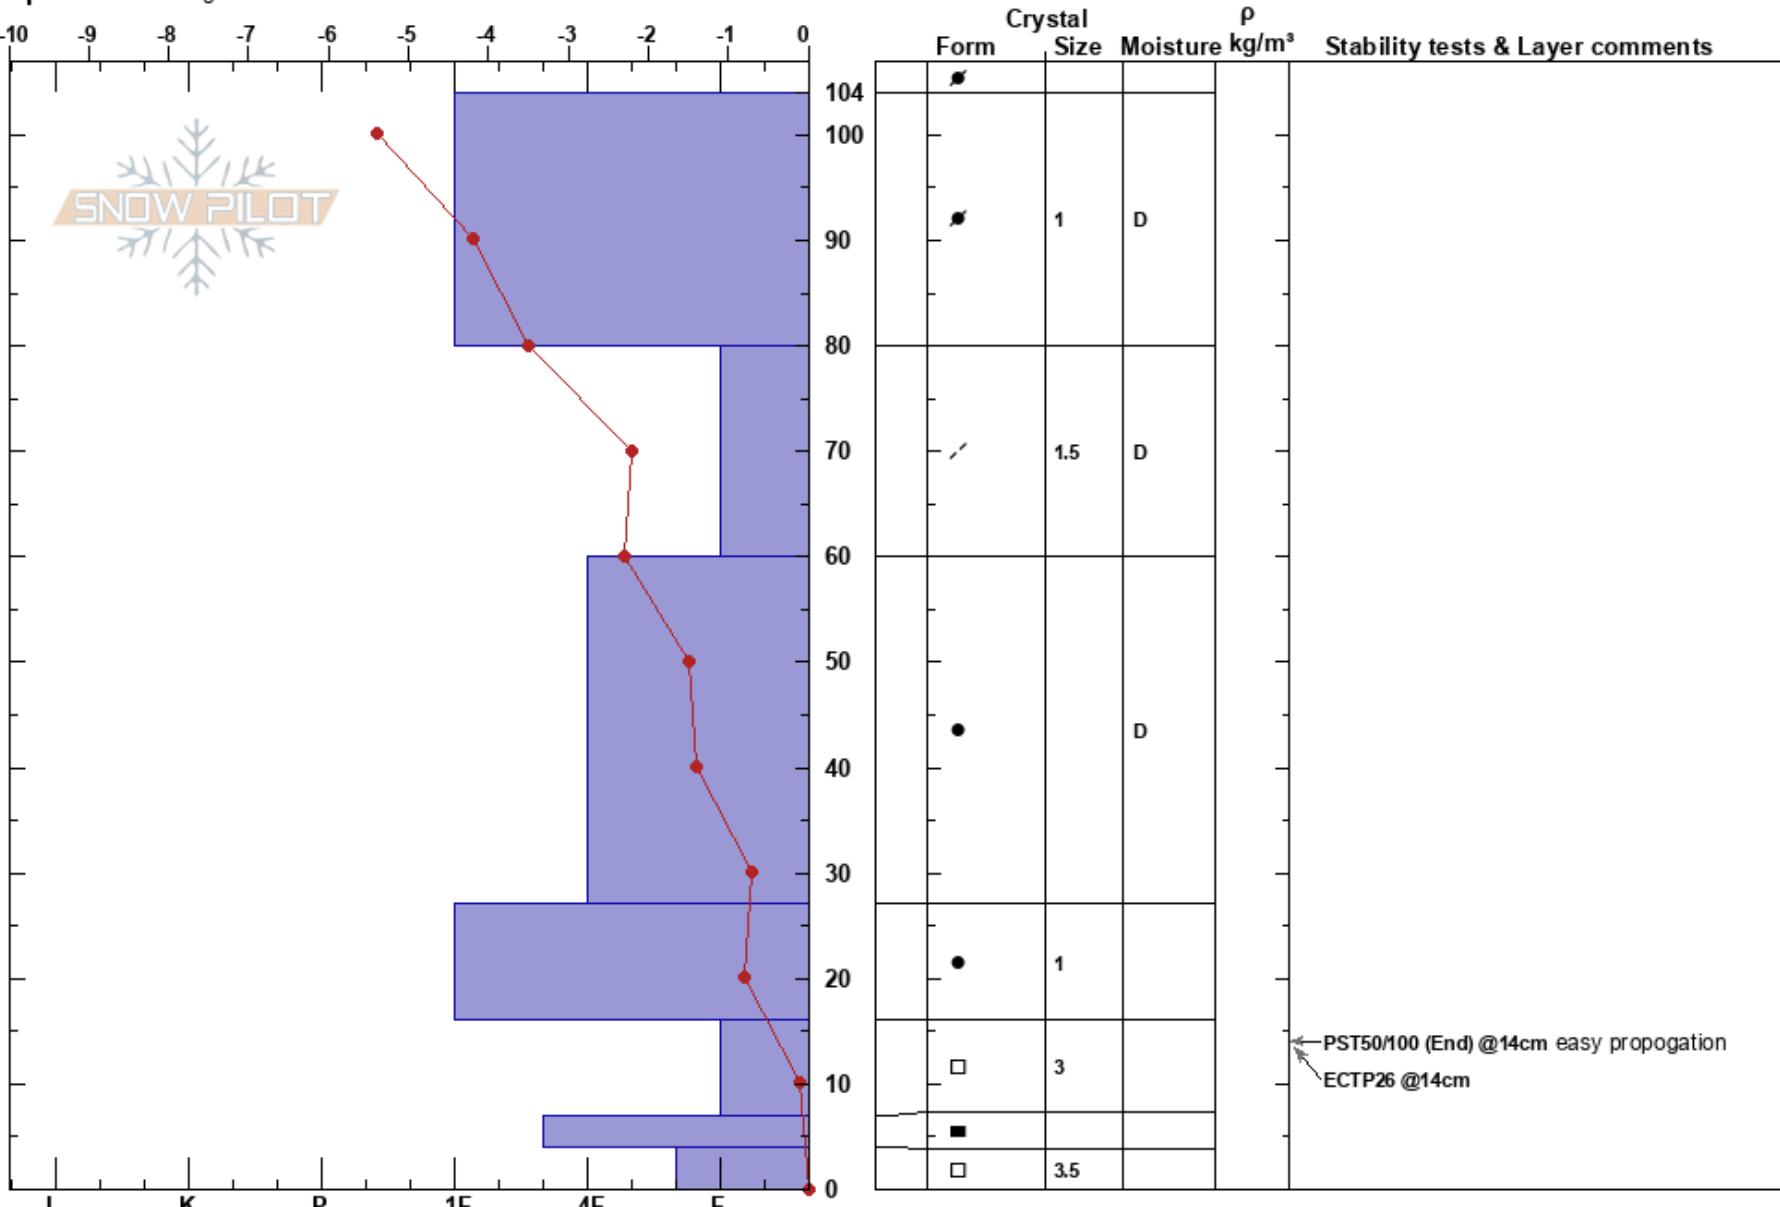 Crystal ρ
-10 -9 -8 -7 -6 -5 -4 -3 -2 -1 0 Form Size Moisture kg/m³ Stability tests & Layer comments
104
100
SNOW PILOT
1 D
90
80
70 1.5 D
60
50
D
40
30
1
20
PST50/100 (End) @14cm easy propogation
3
ECTP26 @14cm
10
3.5
0
I K P 1F 4F F